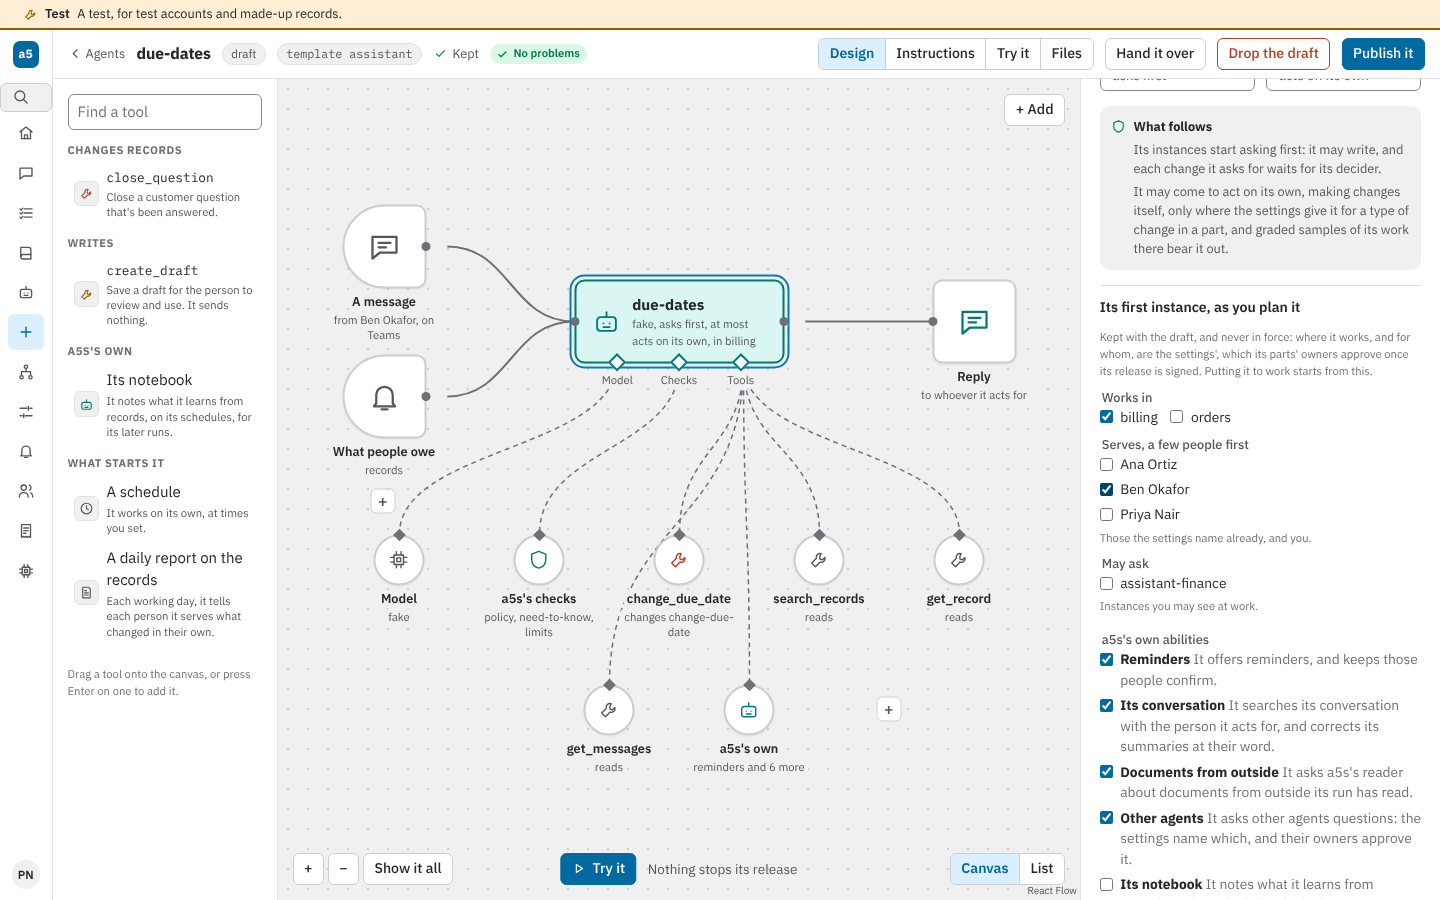 Test A test, for test accounts and made-up records.
a5
Agents
due-dates
draft
template assistant
Kept
No problems
Design
Instructions
Try it
Files
Hand it over
Drop the draft
Publish it
Find a tool
CHANGES RECORDS
close_question
Close a customer question
that's been answered.
WRITES
create_draft
Save a draft for the person to
review and use. It sends
nothing.
A5S'S OWN
Its notebook
It notes what it learns from
records, on its schedules, for
its later runs.
WHAT STARTS IT
A schedule
It works on its own, at times
you set.
A daily report on the
records
Each working day, it tells
each person it serves what
changed in their own.
Drag a tool onto the canvas, or press
Enter on one to add it.
PN
+ Add
A message
from Ben Okafor, on
Teams
What people owe
records
due-dates
fake, asks first, at most
acts on its own, in billing
Model
Checks
Tools
Reply
to whoever it acts for
+
Model
fake
a5s's checks
policy, need-to-know,
limits
change_due_date
changes change-due-
date
search_records
reads
get_record
reads
get_messages
reads
a5s's own
reminders and 6 more
+
+
−
Show it all
Try it
Nothing stops its release
Canvas
List
React Flow
What follows
Its instances start asking first: it may write, and
each change it asks for waits for its decider.
It may come to act on its own, making changes
itself, only where the settings give it for a type of
change in a part, and graded samples of its work
there bear it out.
Its first instance, as you plan it
Kept with the draft, and never in force: where it works, and for
whom, are the settings', which its parts' owners approve once
its release is signed. Putting it to work starts from this.
Works in
billing
orders
Serves, a few people first
Ana Ortiz
Ben Okafor
Priya Nair
Those the settings name already, and you.
May ask
assistant-finance
Instances you may see at work.
a5s's own abilities
Reminders It offers reminders, and keeps those
people confirm.
Its conversation It searches its conversation
with the person it acts for, and corrects its
summaries at their word.
Documents from outside It asks a5s's reader
about documents from outside its run has read.
Other agents It asks other agents questions: the
settings name which, and their owners approve
it.
Its notebook It notes what it learns from